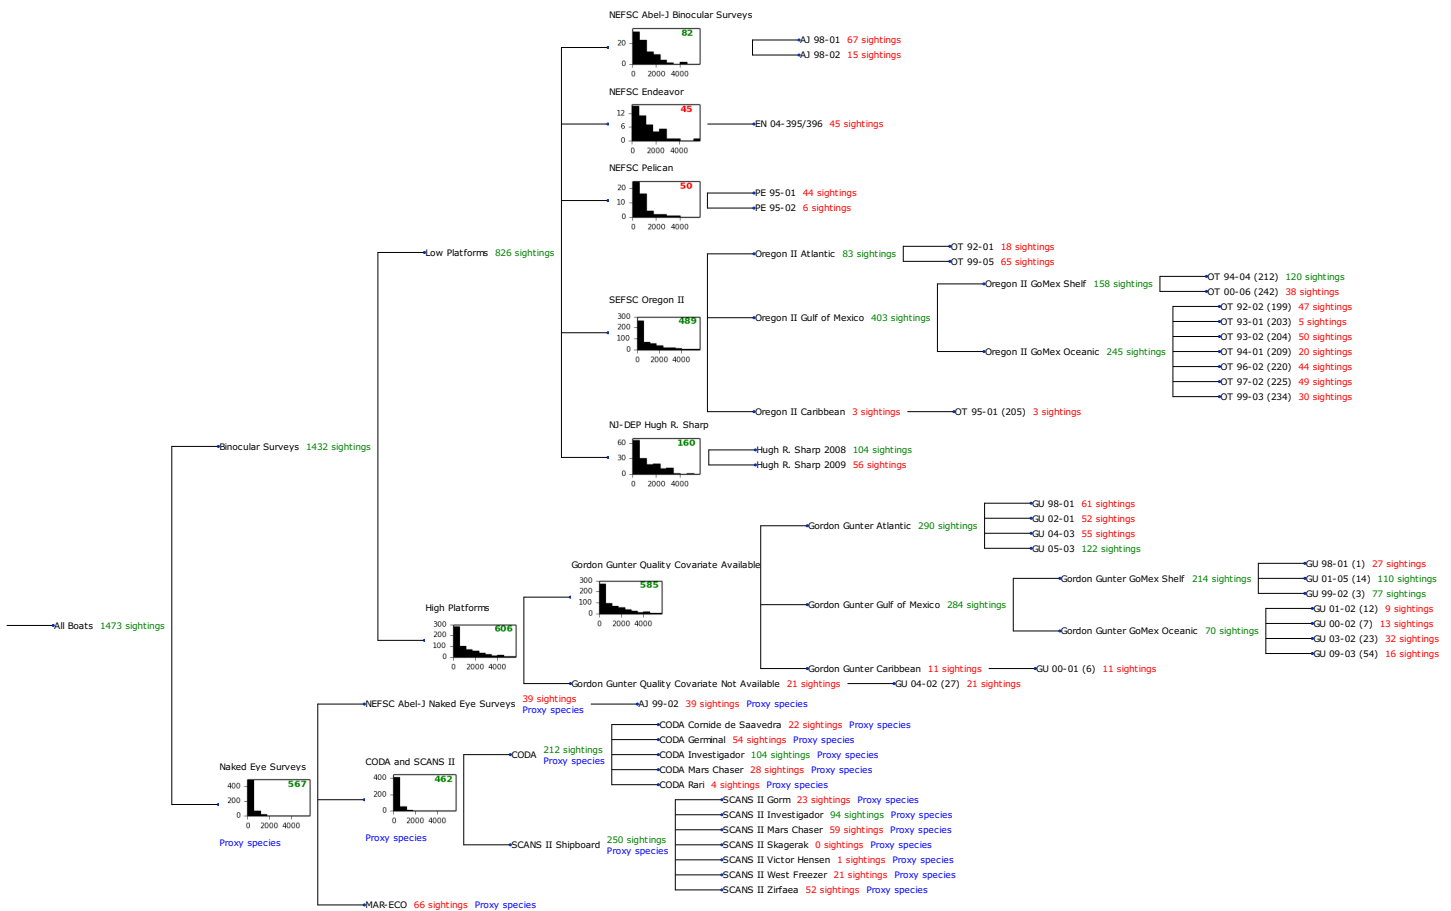 NEFSC Abel-J Binocular Surveys
82
20
0
0 2000 4000
AJ 98-01 67 sightings
AJ 98-02 15 sightings
NEFSC Endeavor
45
12
6
0
0 2000 4000
EN 04-395/396 45 sightings
NEFSC Pelican
50
20
10
0
0 2000 4000
PE 95-01 44 sightings
PE 95-02 6 sightings
Low Platforms 826 sightings
SEFSC Oregon II
489
300
200
100
0
0 2000 4000
Oregon II Atlantic 83 sightings
OT 92-01 18 sightings
OT 99-05 65 sightings
Oregon II Gulf of Mexico 403 sightings
Oregon II GoMex Shelf 158 sightings
OT 94-04 (212) 120 sightings
OT 00-06 (242) 38 sightings
Oregon II GoMex Oceanic 245 sightings
OT 92-02 (199) 47 sightings
OT 93-01 (203) 5 sightings
OT 93-02 (204) 50 sightings
OT 94-01 (209) 20 sightings
OT 96-02 (220) 44 sightings
OT 97-02 (225) 49 sightings
OT 99-03 (234) 30 sightings
Oregon II Caribbean 3 sightings
OT 95-01 (205) 3 sightings
NJ-DEP Hugh R. Sharp
160
60
30
0
0 2000 4000
Hugh R. Sharp 2008 104 sightings
Hugh R. Sharp 2009 56 sightings
Binocular Surveys 1432 sightings
All Boats 1473 sightings
High Platforms
606
300
200
100
0
0 2000 4000
Gordon Gunter Quality Covariate Available
585
300
200
100
0
0 2000 4000
Gordon Gunter Atlantic 290 sightings
GU 98-01 61 sightings
GU 02-01 52 sightings
GU 04-03 55 sightings
GU 05-03 122 sightings
Gordon Gunter Gulf of Mexico 284 sightings
Gordon Gunter GoMex Shelf 214 sightings
GU 98-01 (1) 27 sightings
GU 01-05 (14) 110 sightings
GU 99-02 (3) 77 sightings
Gordon Gunter GoMex Oceanic 70 sightings
GU 01-02 (12) 9 sightings
GU 00-02 (7) 13 sightings
GU 03-02 (23) 32 sightings
GU 09-03 (54) 16 sightings
Gordon Gunter Caribbean 11 sightings
GU 00-01 (6) 11 sightings
Gordon Gunter Quality Covariate Not Available 21 sightings
GU 04-02 (27) 21 sightings
Naked Eye Surveys
567
400
200
0
0 2000 4000
Proxy species
NEFSC Abel-J Naked Eye Surveys 39 sightings
Proxy species
AJ 99-02 39 sightings Proxy species
CODA and SCANS II
462
400
200
0
0 2000 4000
Proxy species
CODA 212 sightings
Proxy species
CODA Cornide de Saavedra 22 sightings Proxy species
CODA Germinal 54 sightings Proxy species
CODA Investigador 104 sightings Proxy species
CODA Mars Chaser 28 sightings Proxy species
CODA Rari 4 sightings Proxy species
SCANS II Shipboard 250 sightings
Proxy species
SCANS II Gorm 23 sightings Proxy species
SCANS II Investigador 94 sightings Proxy species
SCANS II Mars Chaser 59 sightings Proxy species
SCANS II Skagerak 0 sightings Proxy species
SCANS II Victor Hensen 1 sightings Proxy species
SCANS II West Freezer 21 sightings Proxy species
SCANS II Zirfaea 52 sightings Proxy species
MAR-ECO 66 sightings Proxy species